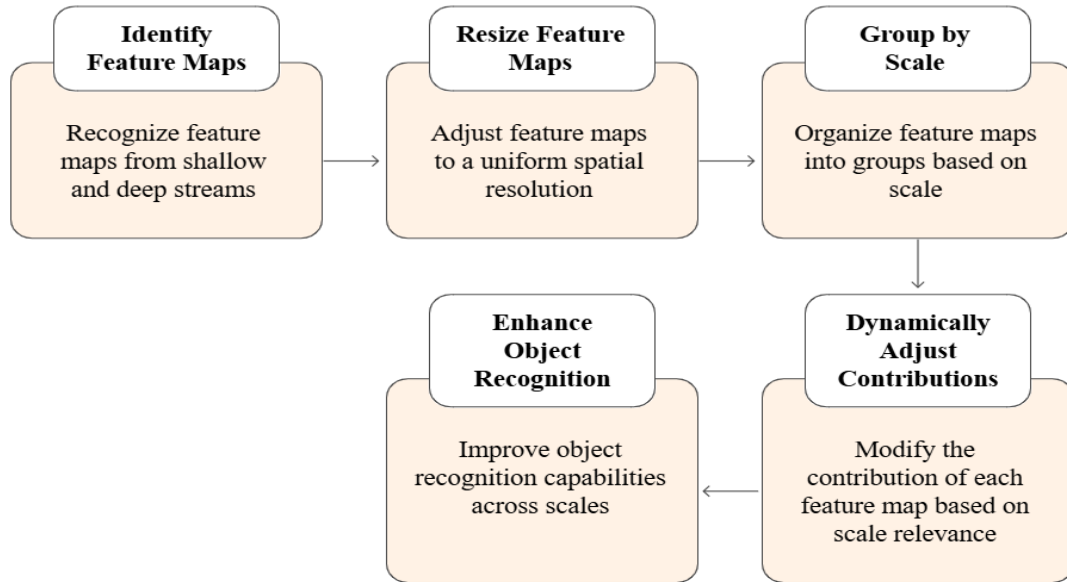 Identify
Feature Maps
Recognize feature
maps from shallow
and deep streams
Resize Feature
Maps
Adjust feature maps
to a uniform spatial
resolution
Group by
Scale
Organize feature maps
into groups based on
scale
Dynamically
Adjust
Contributions
Modify the
contribution of each
feature map based on
scale relevance
Enhance
Object
Recognition
Improve object
recognition capabilities
across scales